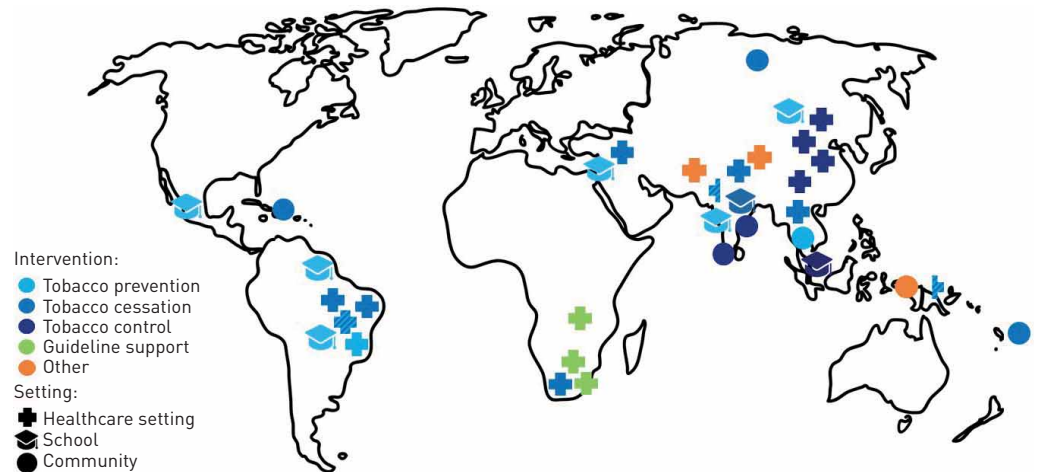 Intervention:
Tobacco prevention
Tobacco cessation
Tobacco control
Guideline support
Other
Setting:
Healthcare setting
School
Community